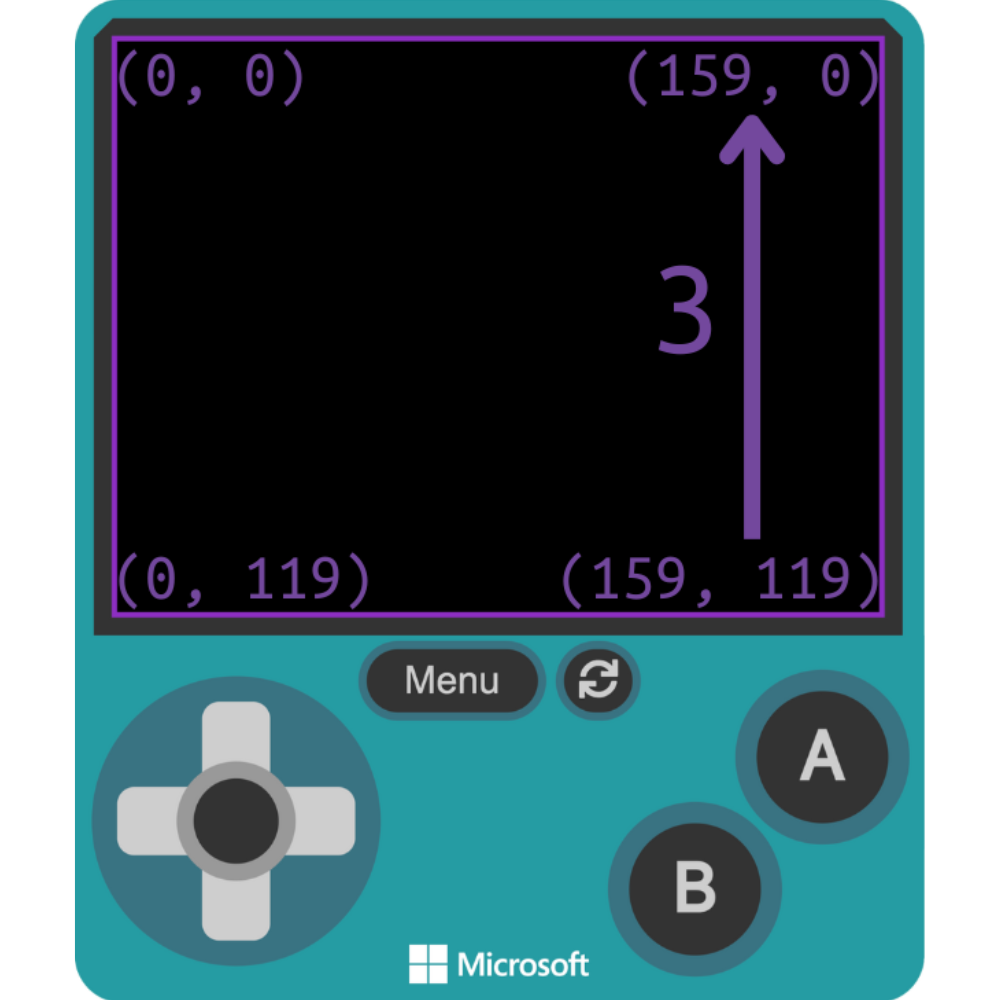 (0, 0) (159, 0)
3
(0, 119) (159, 119)
Menu
A
B
Microsoft